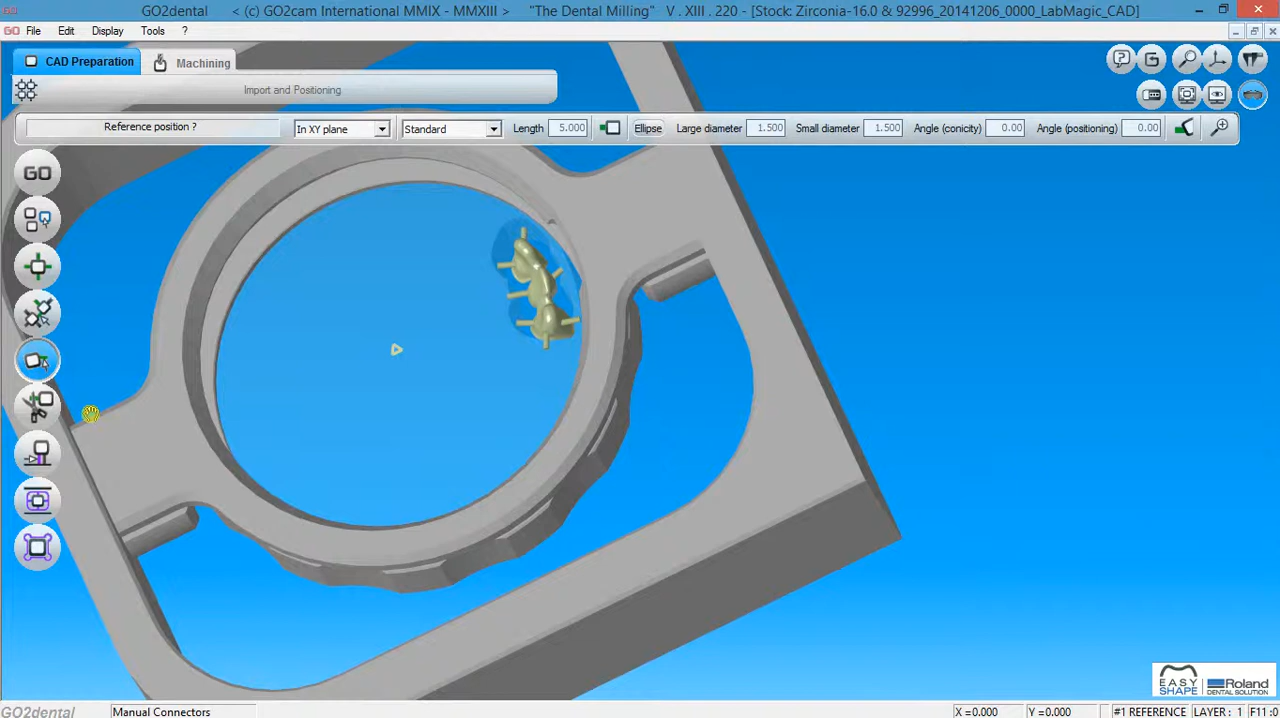 GO2dental < (c) GO2cam International MMIX - MMXIII > "The Dental Milling" V . XIII . 220 - [Stock: Zirconia-16.0 & 92996_20141206_0000_LabMagic_CAD]
GO File Edit Display Tools ?
CAD Preparation Machining
Import and Positioning
Reference position ? In XY plane Standard Length 5.000 Ellipse Large diameter 1.500 Small diameter 1.500 Angle (conicity) 0.00 Angle (positioning) 0.00
GO
EASY SHAPE Roland
DENTAL SOLUTION
GO2dental Manual Connectors X =0.000 Y =0.000 #1 REFERENCE LAYER : 1 F11 :0